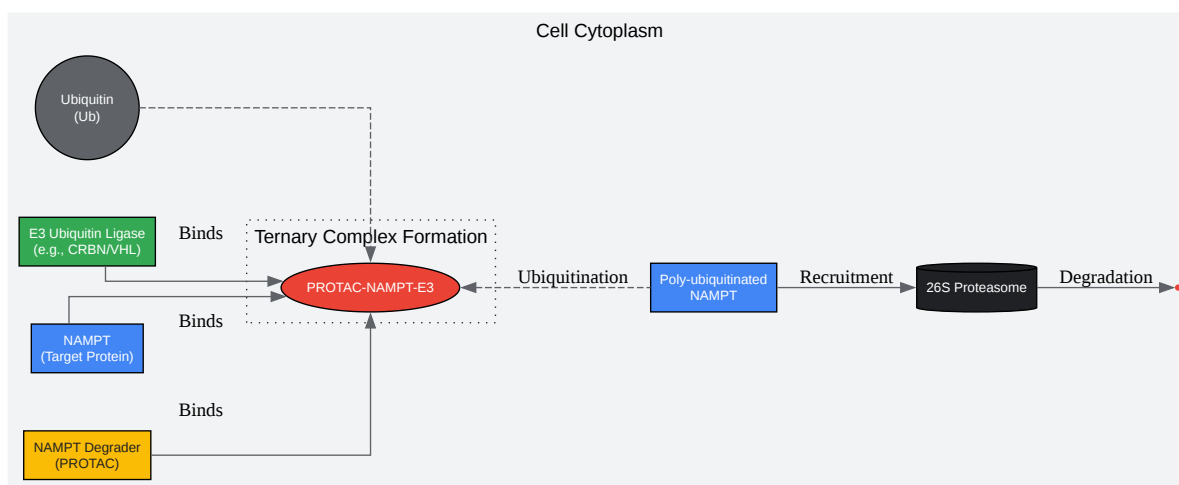 Cell Cytoplasm
Ubiquitin
(Ub)
E3 Ubiquitin Ligase
(e.g., CRBN/VHL)
Binds
Ternary Complex Formation
PROTAC-NAMPT-E3
Ubiquitination
Poly-ubiquitinated
NAMPT
Recruitment
26S Proteasome
Degradation
NAMPT
(Target Protein)
Binds
Binds
NAMPT Degrader
(PROTAC)